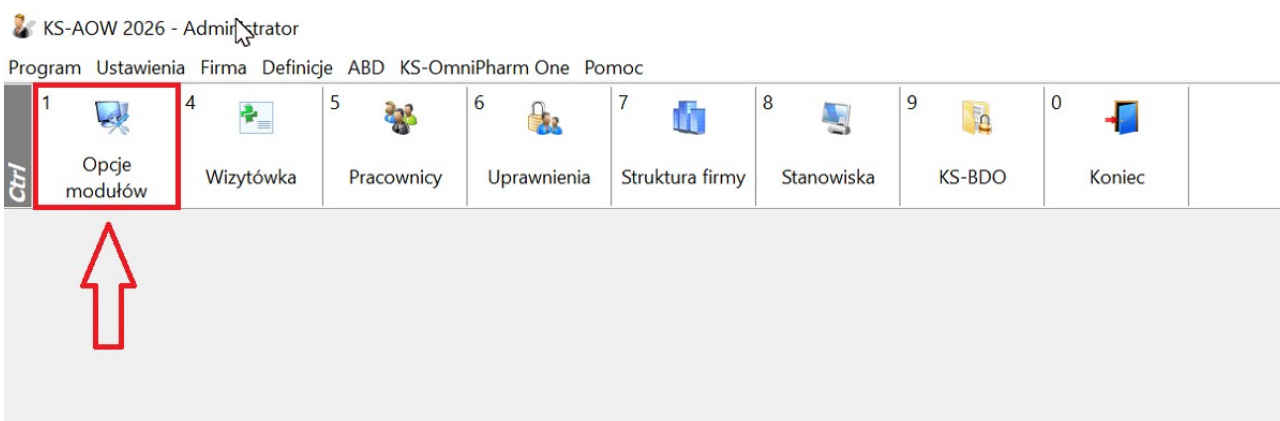 KS-AOW 2026 - Administrator
Program Ustawienia Firma Definicje ABD KS-OmniPharm One Pomoc
Ctrl
1 Opcje
modułów
4 Wizytówka
5 Pracownicy
6 Uprawnienia
7 Struktura firmy
8 Stanowiska
9 KS-BDO
0 Koniec